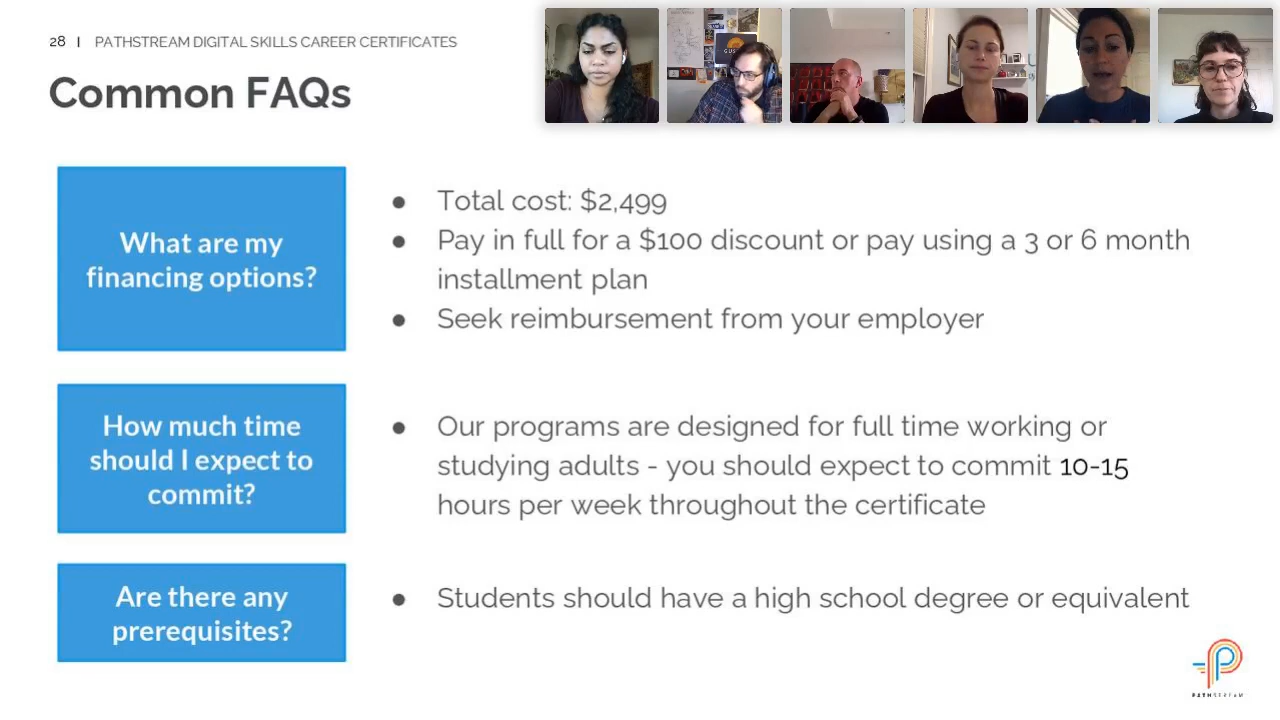 28 | PATHSTREAM DIGITAL SKILLS CAREER CERTIFICATES
Common FAQs
What are my
financing options?
● Total cost: $2,499
● Pay in full for a $100 discount or pay using a 3 or 6 month
installment plan
● Seek reimbursement from your employer
How much time
should I expect to
commit?
● Our programs are designed for full time working or
studying adults - you should expect to commit 10-15
hours per week throughout the certificate
Are there any
prerequisites?
● Students should have a high school degree or equivalent
PATHSTREAM